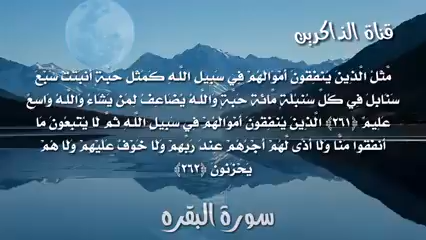 قناة الذاكرين
مَّثَلُ الَّذِينَ يُنفِقُونَ أَمْوَالَهُمْ فِي سَبِيلِ اللَّهِ كَمَثَلِ حَبَّةٍ أَنبَتَتْ سَبْعَ
سَنَابِلَ فِي كُلِّ سُنبُلَةٍ مِّائَةُ حَبَّةٍ وَاللَّهُ يُضَاعِفُ لِمَن يَشَاءُ وَاللَّهُ وَاسِعٌ
عَلِيمٌ ﴿٢٦١﴾ الَّذِينَ يُنفِقُونَ أَمْوَالَهُمْ فِي سَبِيلِ اللَّهِ ثُمَّ لَا يُتْبِعُونَ مَا
أَنفَقُوا مَنًّا وَلَا أَذًى لَّهُمْ أَجْرُهُمْ عِندَ رَبِّهِمْ وَلَا خَوْفٌ عَلَيْهِمْ وَلَا هُمْ
يَحْزَنُونَ ﴿٢٦٢﴾
سورة البقره